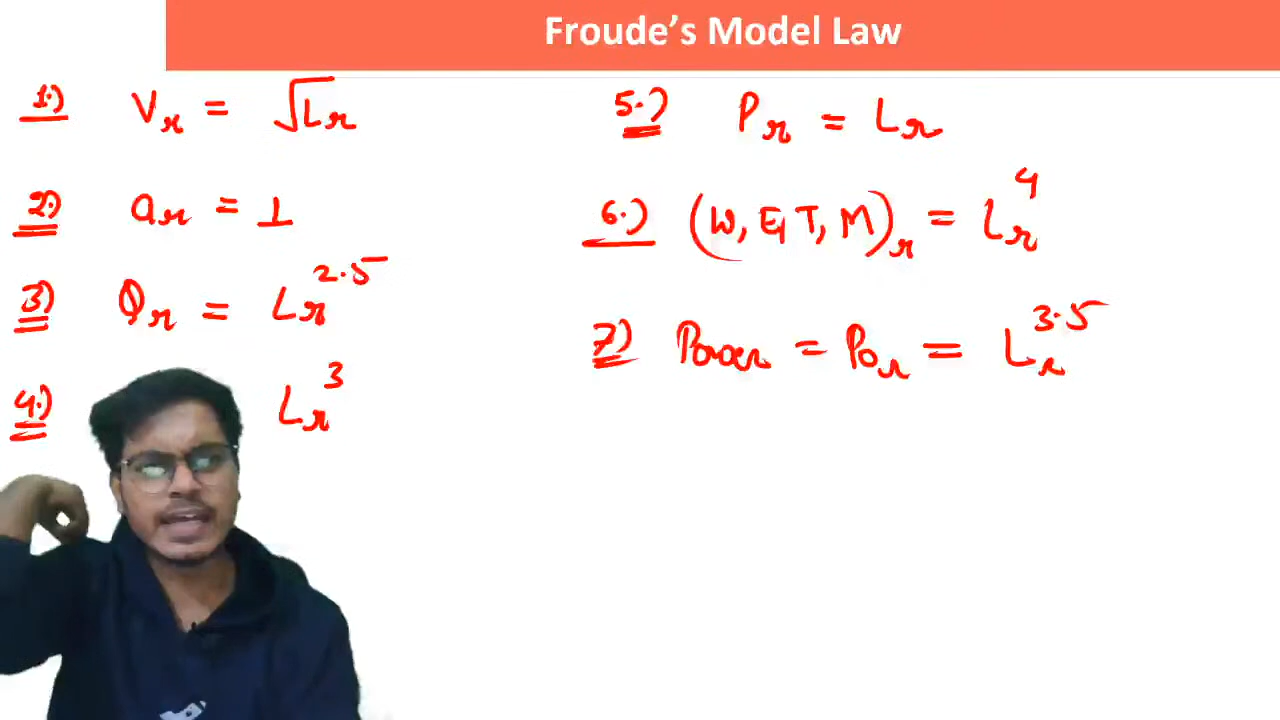 Froude's Model Law
1.) Vr = √Lr
2.) ar = 1
3) Qr = Lr^2.5
4.) Lr^3
5.) Pr = Lr
6.) (W, E, T, M)r = Lr^4
7.) Power = Por = Lr^3.5